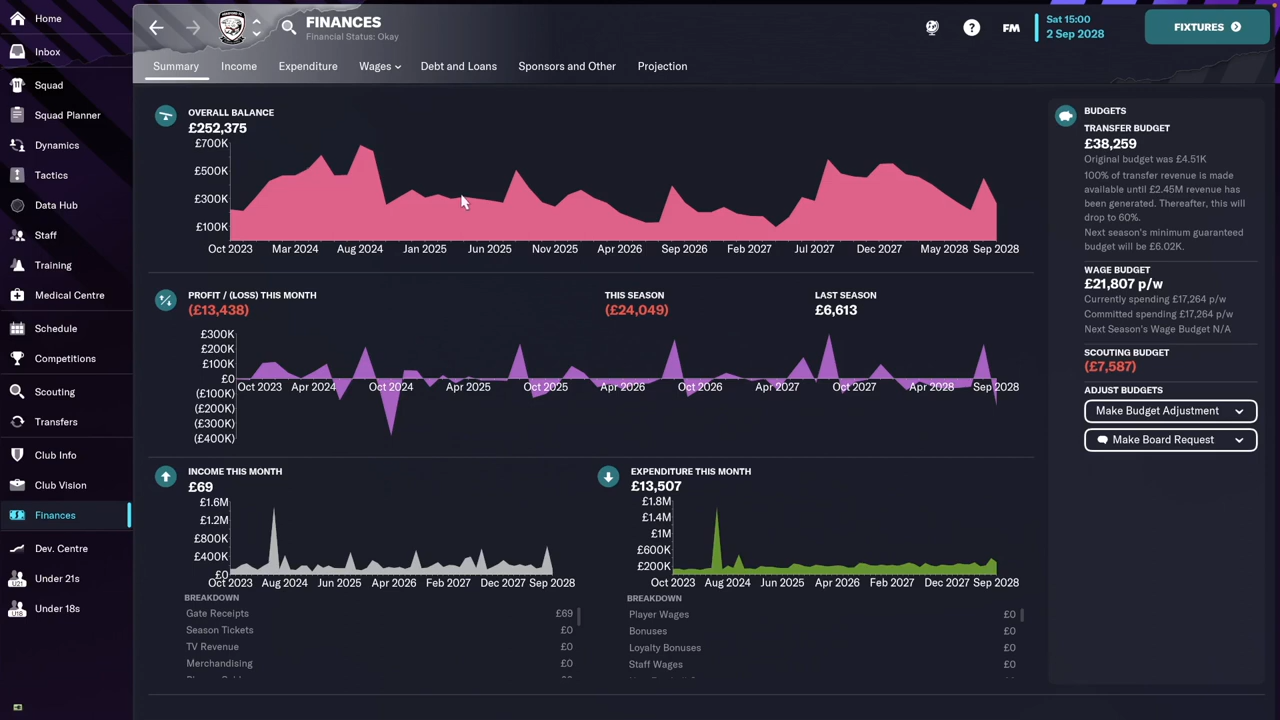 Home
Inbox
Squad
Squad Planner
Dynamics
Tactics
Data Hub
Staff
Training
Medical Centre
Schedule
Competitions
Scouting
Transfers
Club Info
Club Vision
Finances
Dev. Centre
U21
Under 21s
U18
Under 18s
FINANCES
Financial Status: Okay
FM
Sat 15:00
2 Sep 2028
FIXTURES
Summary
Income
Expenditure
Wages
Debt and Loans
Sponsors and Other
Projection
OVERALL BALANCE
£252,375
£700K
£500K
£300K
£100K
Oct 2023 Mar 2024 Aug 2024 Jan 2025 Jun 2025 Nov 2025 Apr 2026 Sep 2026 Feb 2027 Jul 2027 Dec 2027 May 2028 Sep 2028
PROFIT / (LOSS) THIS MONTH
(£13,438)
THIS SEASON
(£24,049)
LAST SEASON
£6,613
£300K
£200K
£100K
£0
(£100K)
(£200K)
(£300K)
(£400K)
Oct 2023 Apr 2024 Oct 2024 Apr 2025 Oct 2025 Apr 2026 Oct 2026 Apr 2027 Oct 2027 Apr 2028 Sep 2028
INCOME THIS MONTH
£69
£1.6M
£1.2M
£800K
£400K
£0
Oct 2023 Aug 2024 Jun 2025 Apr 2026 Feb 2027 Dec 2027 Sep 2028
BREAKDOWN
Gate Receipts £69
Season Tickets £0
TV Revenue £0
Merchandising £0
EXPENDITURE THIS MONTH
£13,507
£1.8M
£1.4M
£1M
£600K
£200K
Oct 2023 Aug 2024 Jun 2025 Apr 2026 Feb 2027 Dec 2027 Sep 2028
BREAKDOWN
Player Wages £0
Bonuses £0
Loyalty Bonuses £0
Staff Wages £0
BUDGETS
TRANSFER BUDGET
£38,259
Original budget was £4.51K
100% of transfer revenue is made
available until £2.45M revenue has
been generated. Thereafter, this will
drop to 60%.
Next season's minimum guaranteed
budget will be £6.02K.
WAGE BUDGET
£21,807 p/w
Currently spending £17,264 p/w
Committed spending £17,264 p/w
Next Season's Wage Budget N/A
SCOUTING BUDGET
(£7,587)
ADJUST BUDGETS
Make Budget Adjustment
Make Board Request